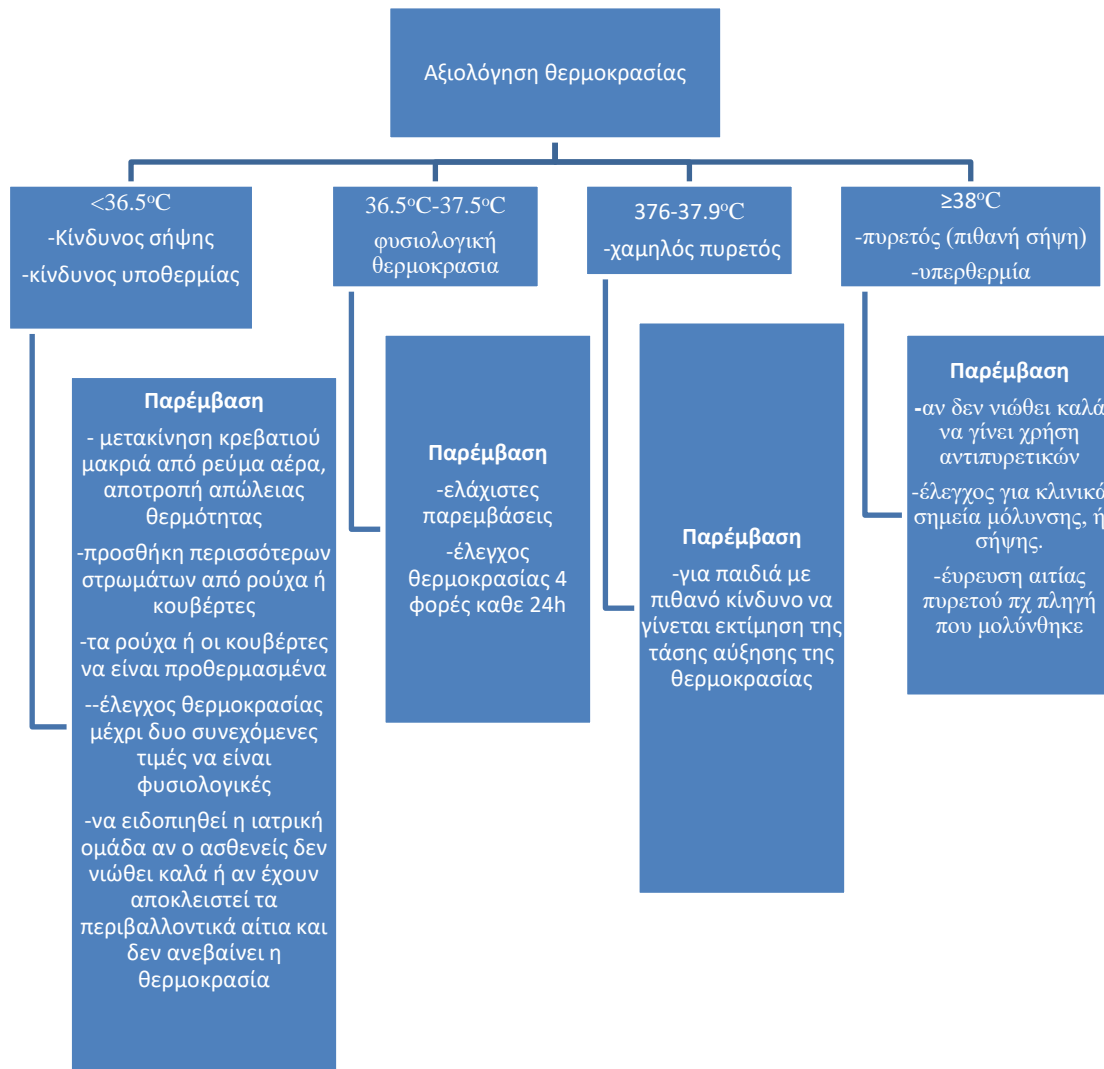 Αξιολόγηση θερμοκρασίας
<36.5°C
-Κίνδυνος σήψης
-κίνδυνος υποθερμίας
36.5°C-37.5°C
φυσιολογική
θερμοκρασια
376-37.9°C
-χαμηλός πυρετός
≥38°C
-πυρετός (πιθανή σήψη)
-υπερθερμία
Παρέμβαση
- μετακίνηση κρεβατιού
μακριά από ρεύμα αέρα,
αποτροπή απώλειας
θερμότητας
-προσθήκη περισσότερων
στρωμάτων από ρούχα ή
κουβέρτες
-τα ρούχα ή οι κουβέρτες
να είναι προθερμασμένα
--έλεγχος θερμοκρασίας
μέχρι δυο συνεχόμενες
τιμές να είναι
φυσιολογικές
-να ειδοπιηθεί η ιατρική
ομάδα αν ο ασθενείς δεν
νιώθει καλά ή αν έχουν
αποκλειστεί τα
περιβαλλοντικά αίτια και
δεν ανεβαίνει η
θερμοκρασία
Παρέμβαση
-ελάχιστες
παρεμβάσεις
-έλεγχος
θερμοκρασίας 4
φορές καθε 24h
Παρέμβαση
-για παιδιά με
πιθανό κίνδυνο να
γίνεται εκτίμηση της
τάσης αύξησης της
θερμοκρασίας
Παρέμβαση
-αν δεν νιώθει καλά
να γίνει χρήση
αντιπυρετικών
-έλεγχος για κλινικά
σημεία μόλυνσης, ή
σήψης.
-έυρευση αιτίας
πυρετού πχ πληγή
που μολύνθηκε